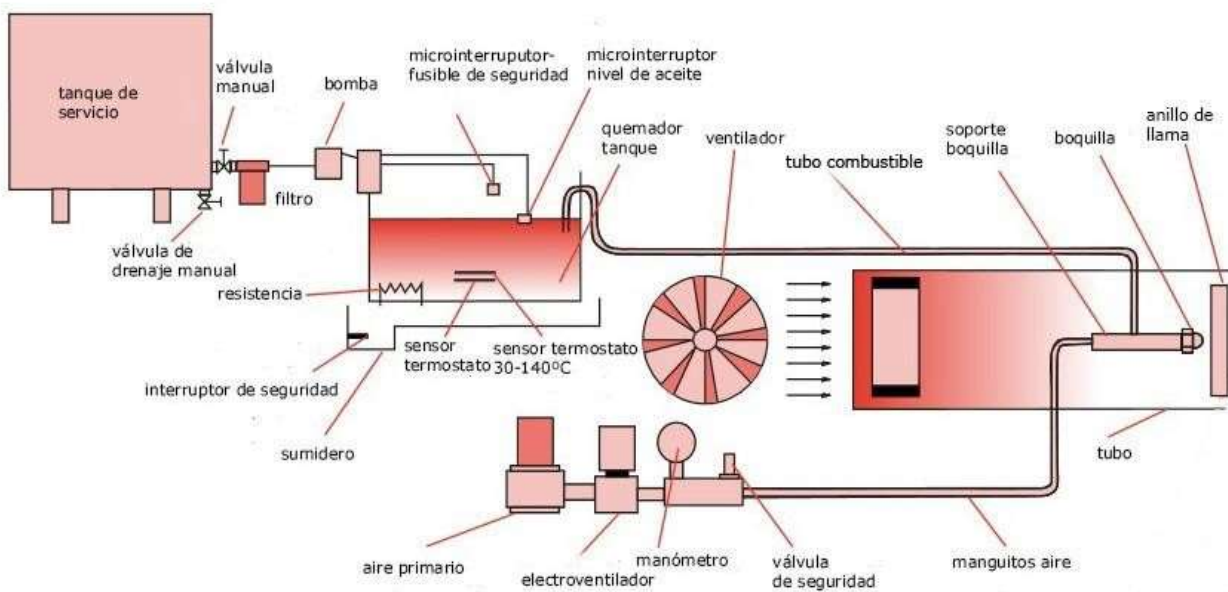 tanque de
servicio
válvula
manual
bomba
microinterruputor-
fusible de seguridad
microinterruptor
nivel de aceite
quemador
tanque
ventilador
tubo combustible
soporte
boquilla
boquilla
anillo de
llama
filtro
válvula de
drenaje manual
resistencia
sensor
termostato
sensor termostato
30-140ºC
interruptor de seguridad
sumidero
tubo
aire primario
electroventilador
manómetro
válvula
de seguridad
manguitos aire